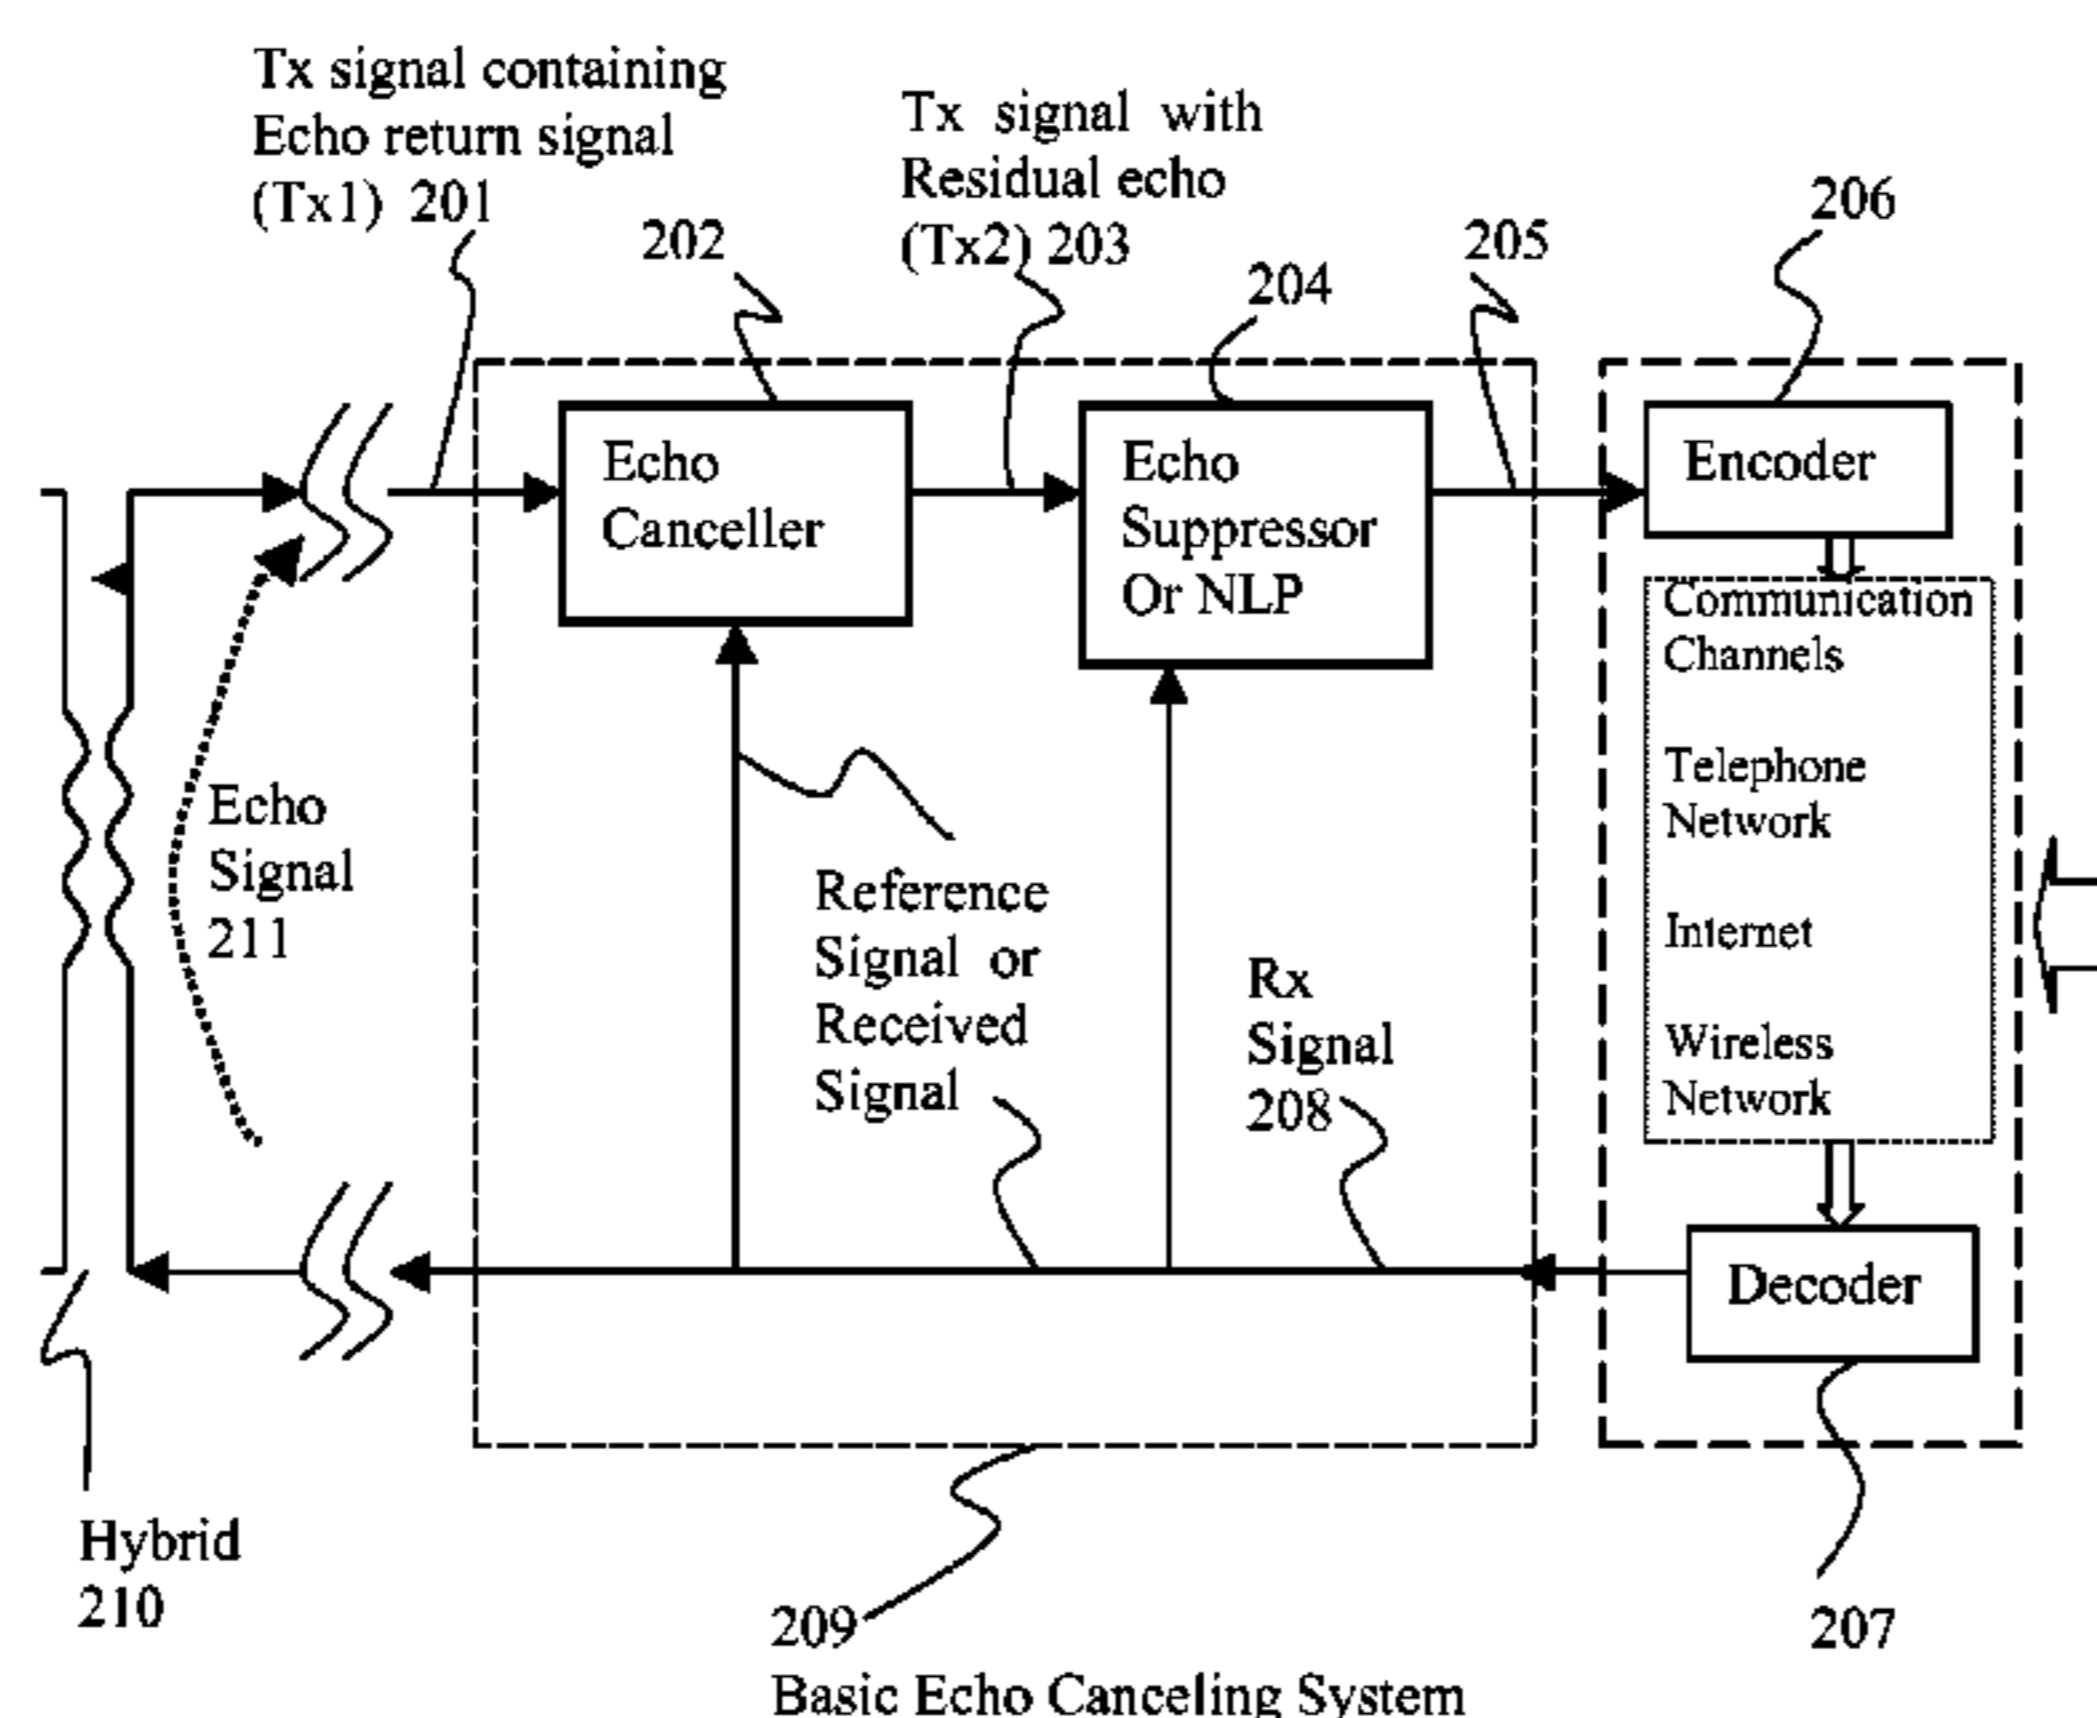 Tx signal containing
Echo return signal
(Tx1) 201
202
Tx signal with
Residual echo
(Tx2) 203
204
205
206
Echo
Canceller
Echo
Suppressor
Or NLP
Encoder
Communication
Channels
Telephone
Network
Internet
Wireless
Network
Echo
Signal
211
Reference
Signal or
Received
Signal
Rx
Signal
208
Decoder
Hybrid
210
209
Basic Echo Canceling System
207